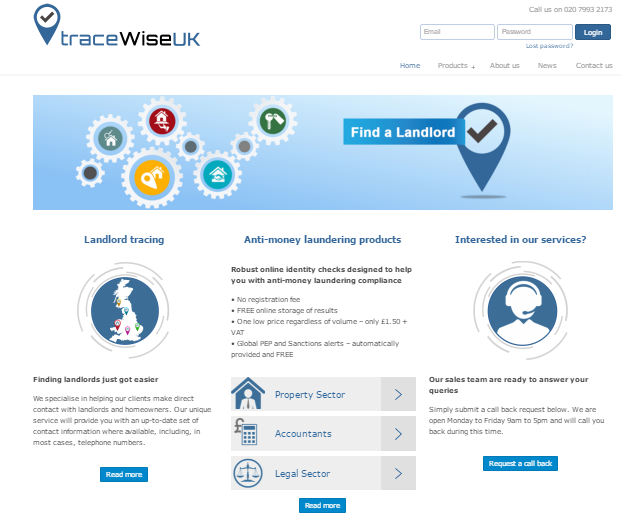 Call us on 020 7993 2173
traceWiseUK
Email
Password
Login
Lost password?
Home
Products
About us
News
Contact us
Find a Landlord
Landlord tracing
Finding landlords just got easier
We specialise in helping our clients make direct
contact with landlords and homeowners. Our unique
service will provide you with an up-to-date set of
contact information where available, including, in
most cases, telephone numbers.
Read more
Anti-money laundering products
Robust online identity checks designed to help
you with anti-money laundering compliance
• No registration fee
• FREE online storage of results
• One low price regardless of volume – only £1.50 +
VAT
• Global PEP and Sanctions alerts – automatically
provided and FREE
Property Sector
£
Accountants
Legal Sector
Read more
Interested in our services?
Our sales team are ready to answer your
queries
Simply submit a call back request below. We are
open Monday to Friday 9am to 5pm and will call you
back during this time.
Request a call back